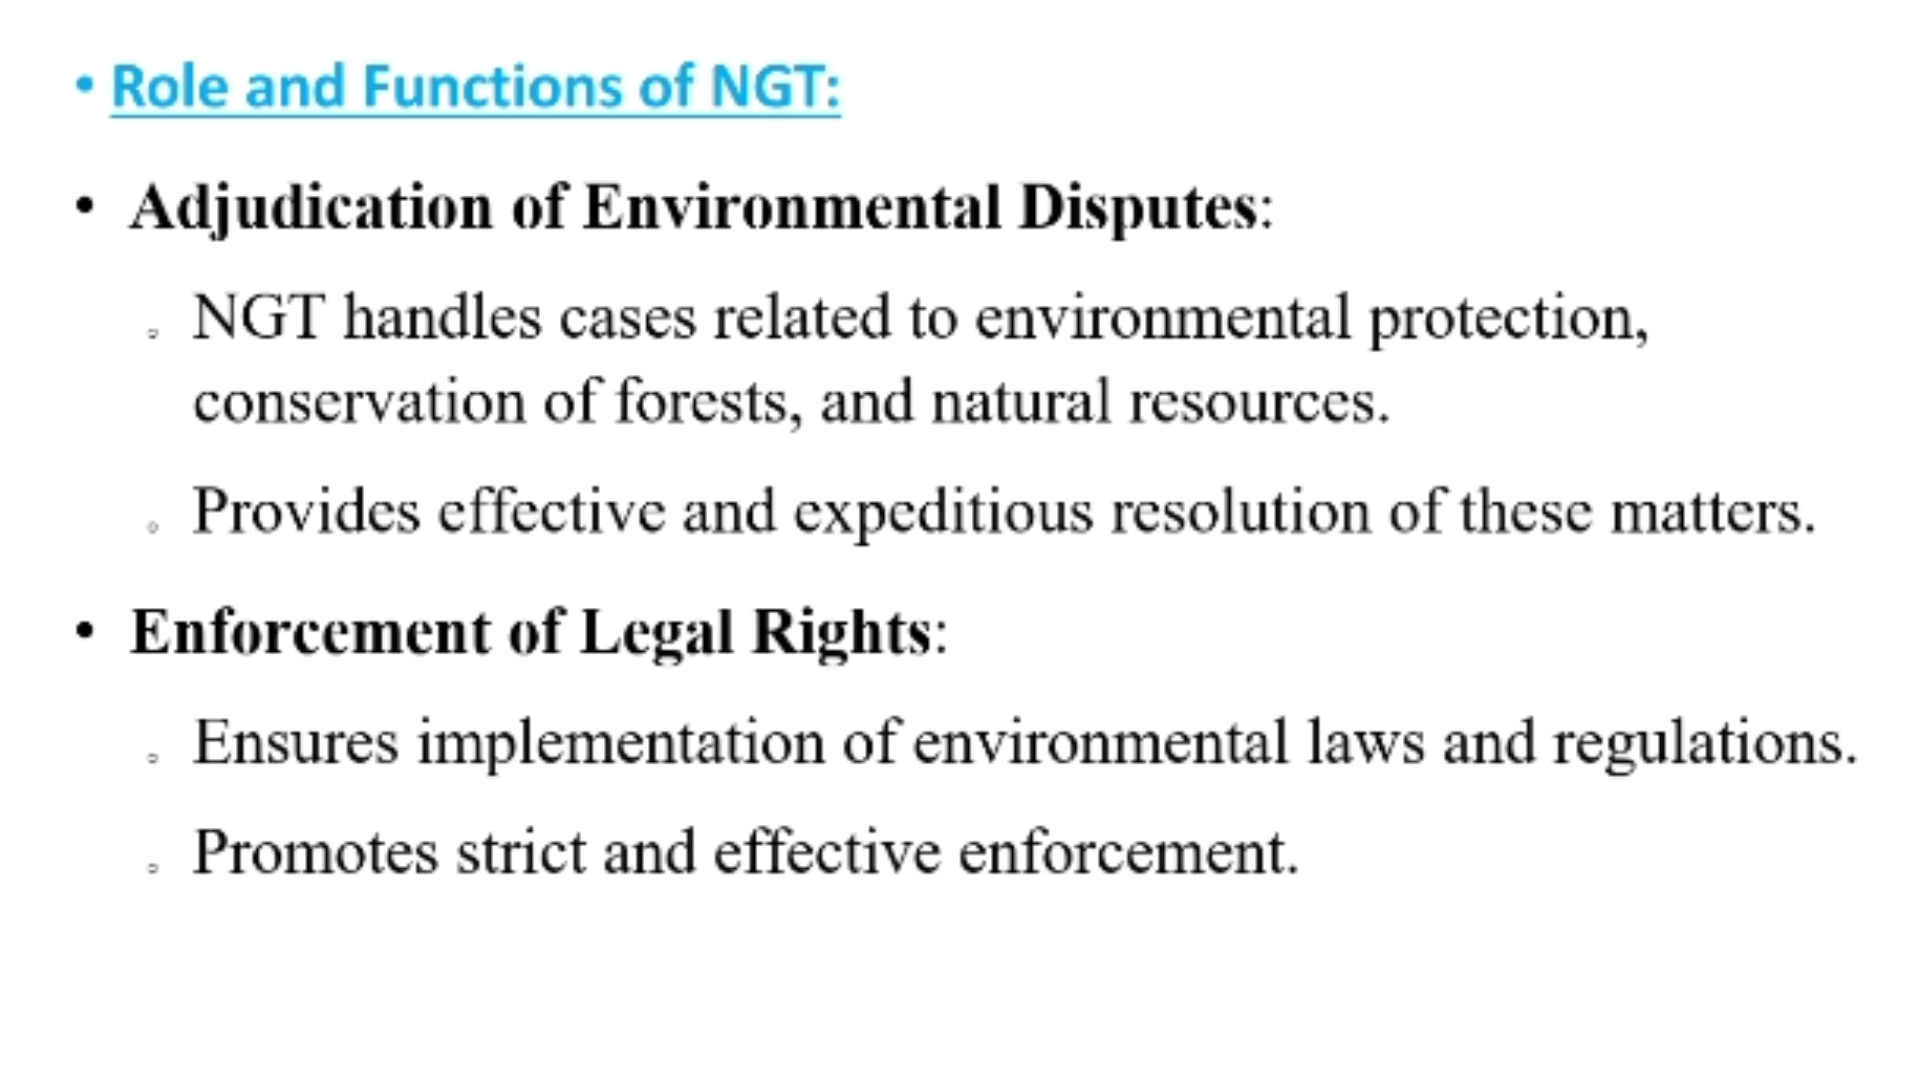 • Role and Functions of NGT:
• Adjudication of Environmental Disputes:
◦ NGT handles cases related to environmental protection,
conservation of forests, and natural resources.
◦ Provides effective and expeditious resolution of these matters.
• Enforcement of Legal Rights:
◦ Ensures implementation of environmental laws and regulations.
◦ Promotes strict and effective enforcement.